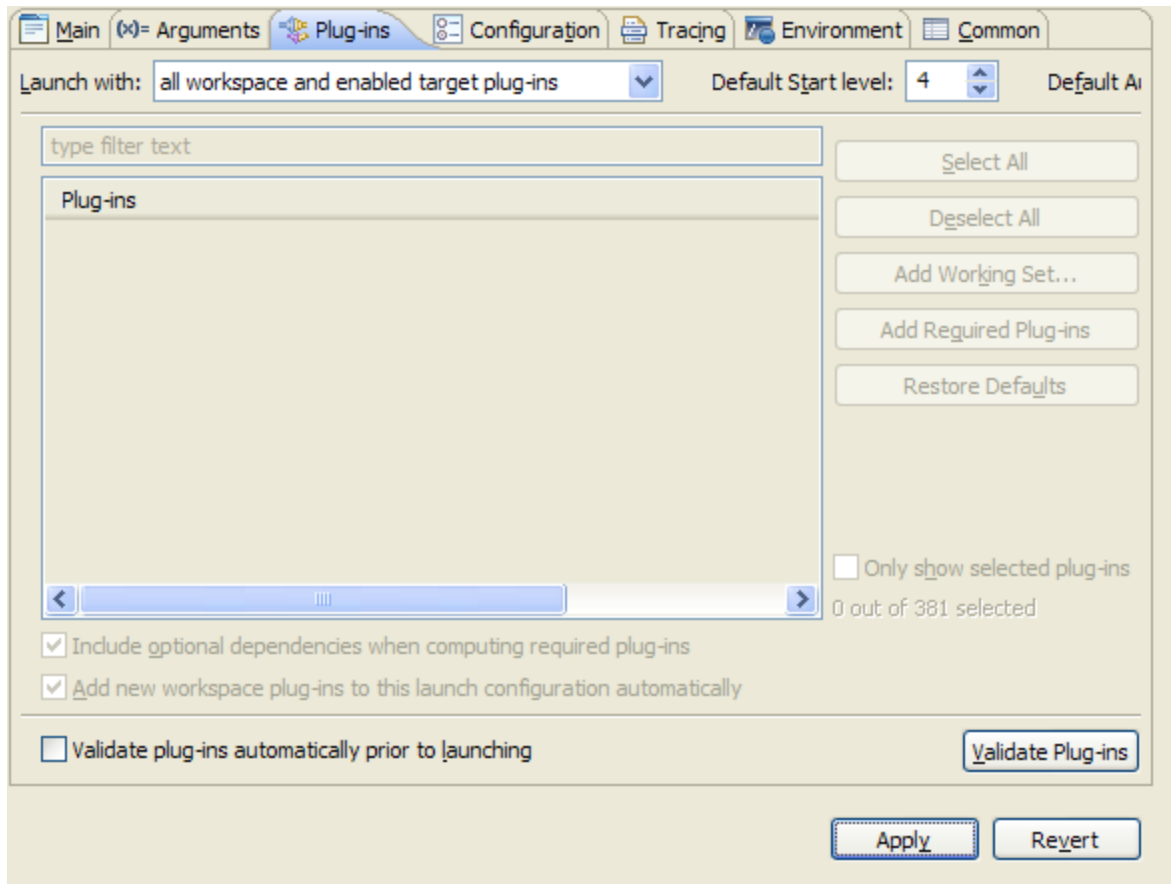 Main (x)= Arguments Plug-ins Configuration Tracing Environment Common
Launch with: all workspace and enabled target plug-ins Default Start level: 4 Default Au
type filter text
Select All
Plug-ins
Deselect All
Add Working Set...
Add Required Plug-ins
Restore Defaults
Only show selected plug-ins
0 out of 381 selected
Include optional dependencies when computing required plug-ins
Add new workspace plug-ins to this launch configuration automatically
Validate plug-ins automatically prior to launching Validate Plug-ins
Apply Revert